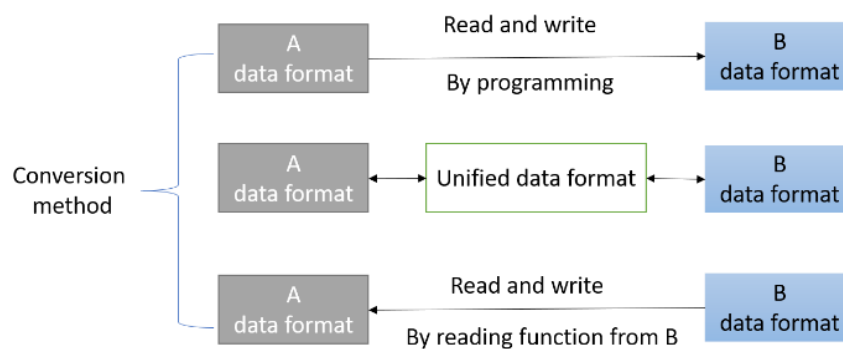 A
data format
Read and write
By programming
B
data format
Conversion
method
A
data format
Unified data format
B
data format
A
data format
Read and write
By reading function from B
B
data format